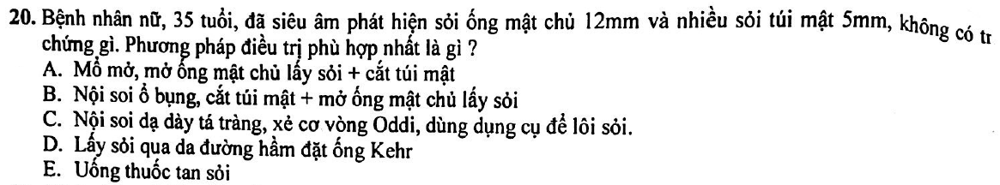 20. Bệnh nhân nữ, 35 tuổi, đã siêu âm phát hiện sỏi ống mật chủ 12mm và nhiều sỏi túi mật 5mm, không có
chứng gì. Phương pháp điều trị phù hợp nhất là gì ?
A. Mổ mở, mở ống mật chủ lấy sỏi + cắt túi mật
B. Nội soi ổ bụng, cắt túi mật + mở ống mật chủ lấy sỏi
C. Nội soi dạ dày tá tràng, xẻ cơ vòng Oddi, dùng dụng cụ để lôi sỏi.
D. Lấy sỏi qua da đường hầm đặt ống Kehr
E. Uống thuốc tan sỏi